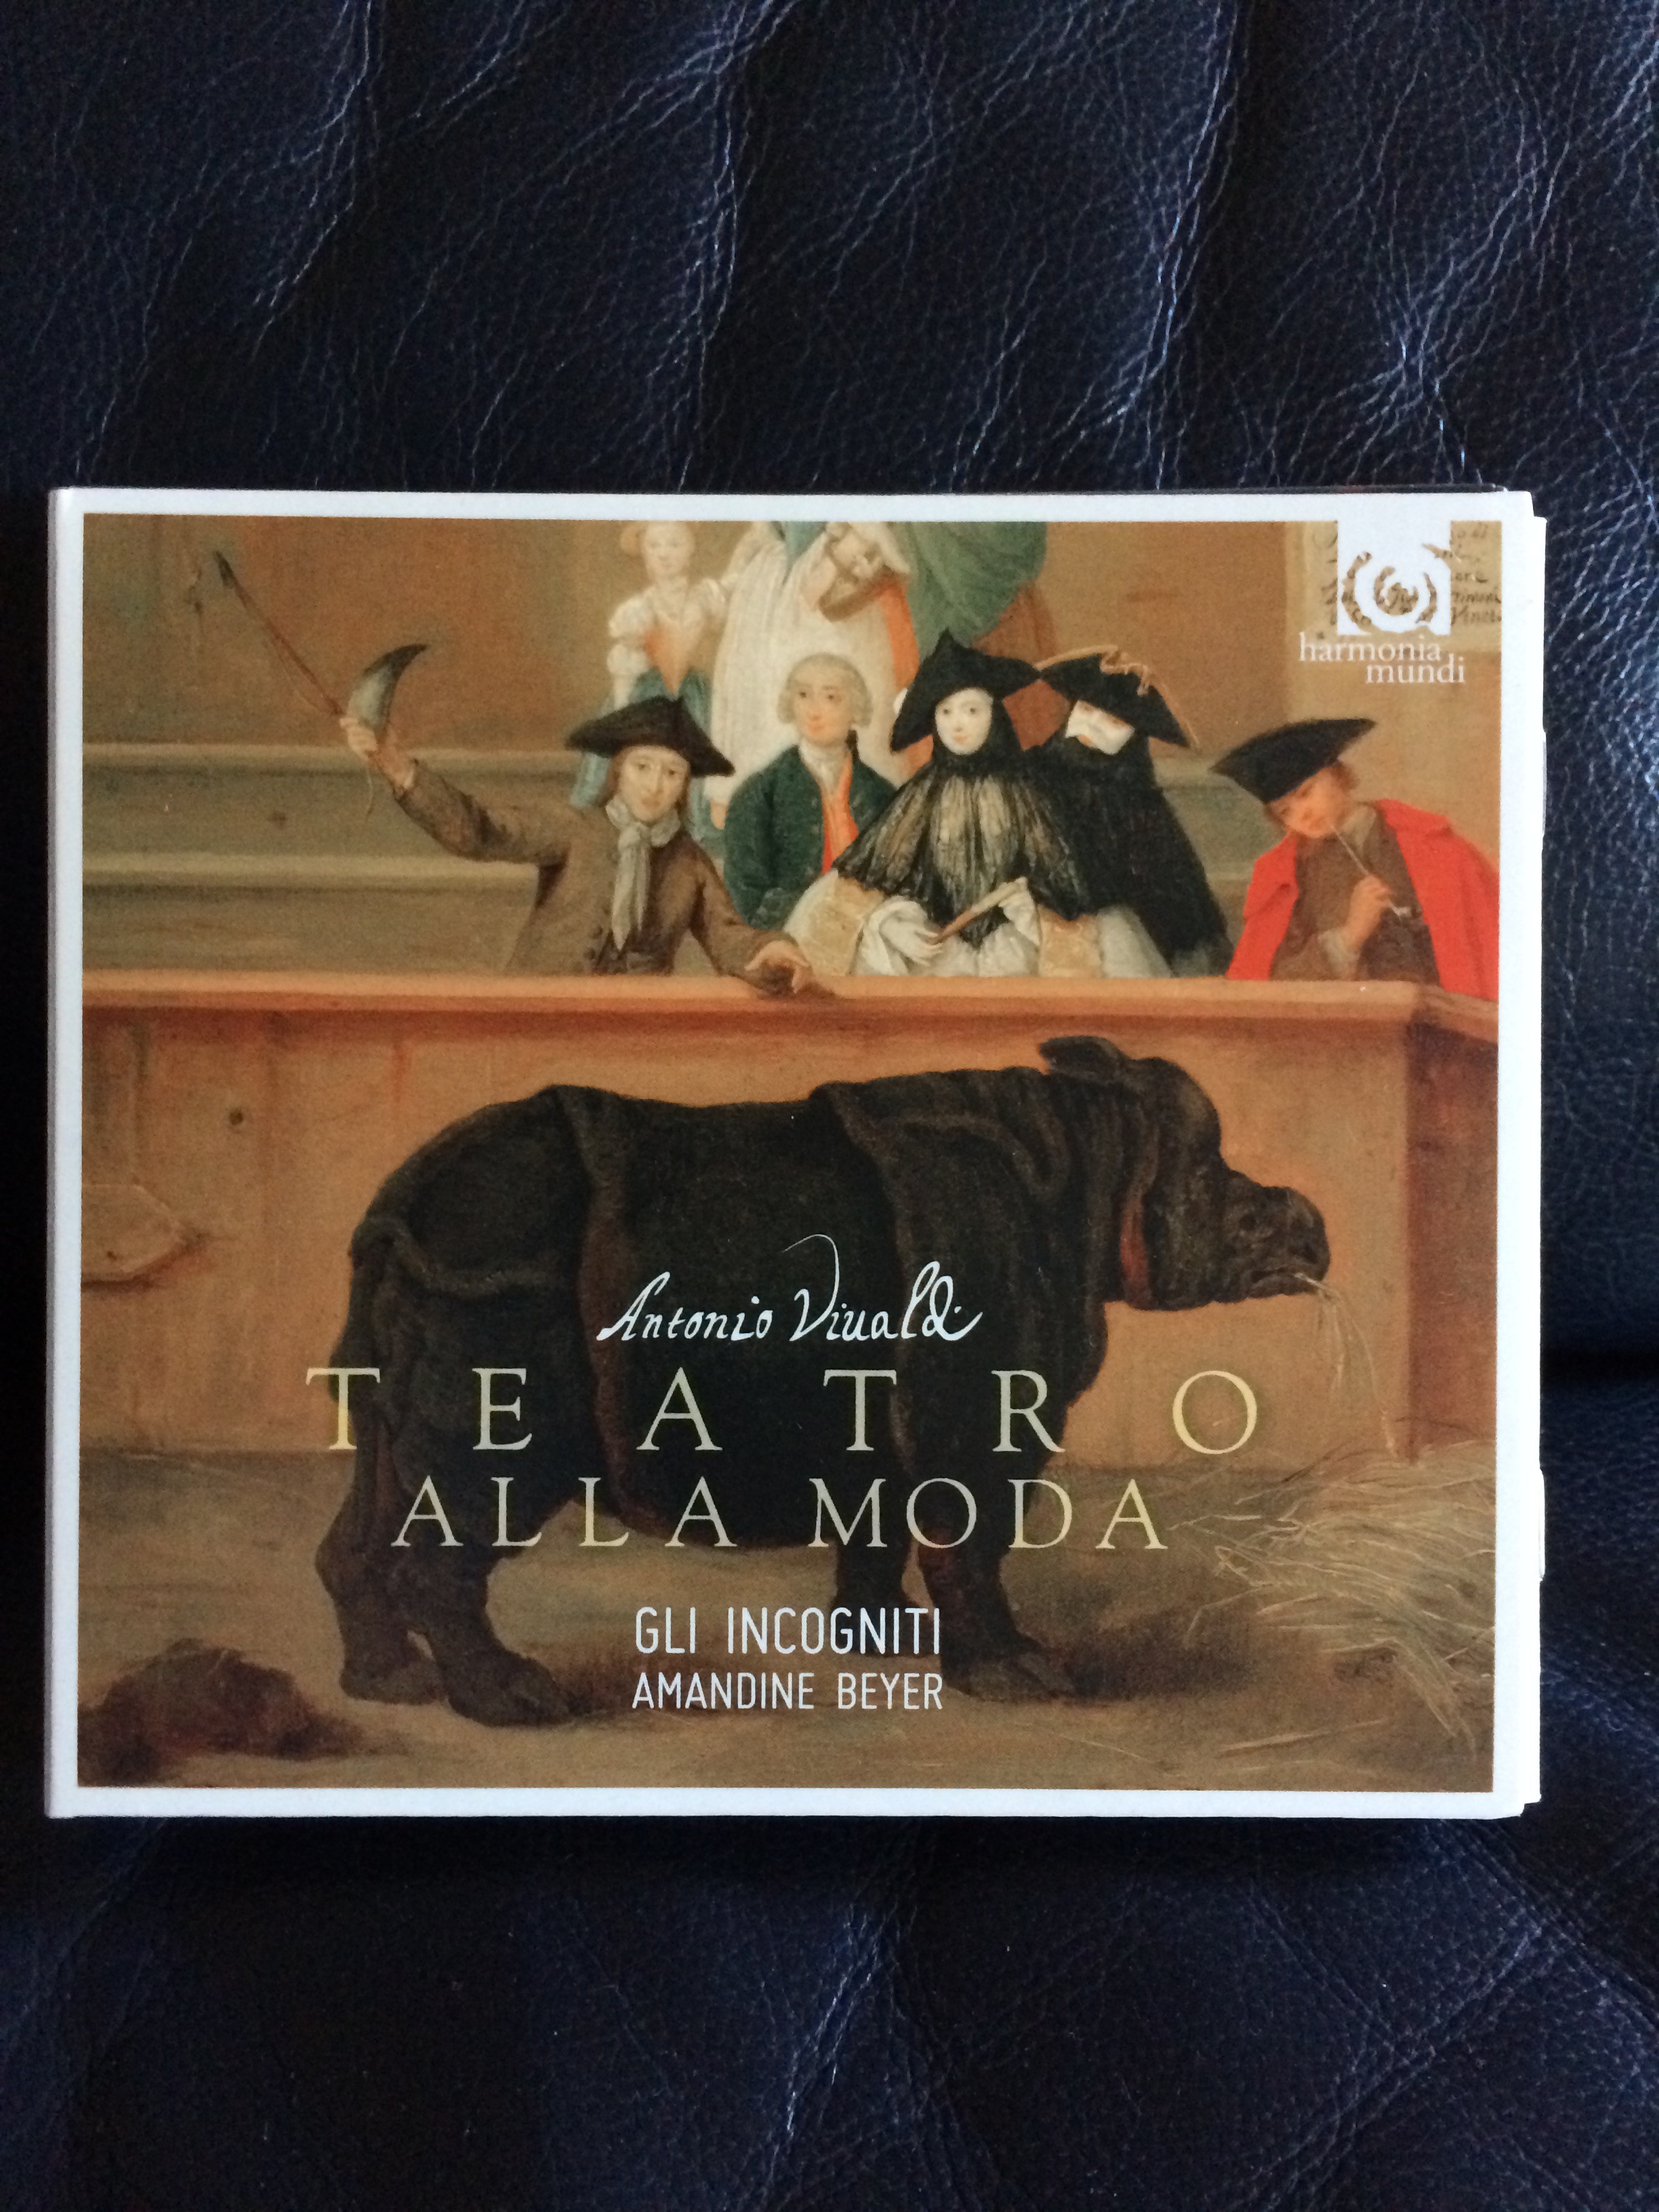 harmonia
mundi
Antonio Vivaldi
TEATRO
ALLA MODA
GLI INCOGNITI
AMANDINE BEYER